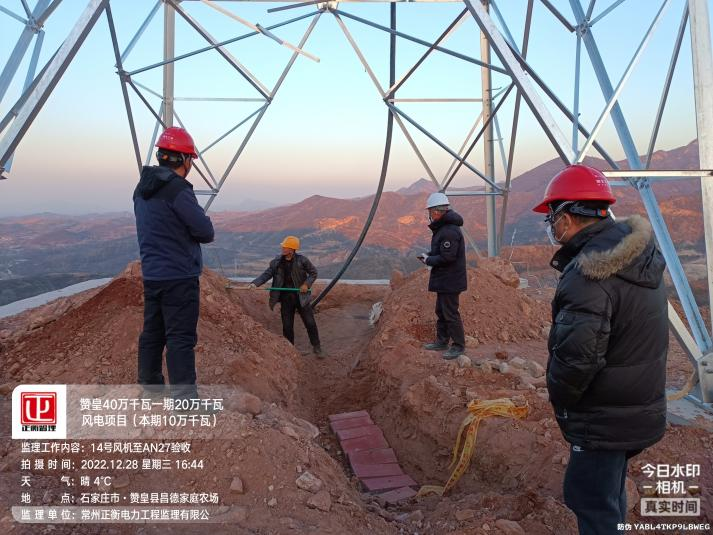 正衡管理
赞皇40万千瓦一期20万千瓦
风电项目（本期10万千瓦）
监理工作内容：14号风机至AN27验收
拍 摄 时 间 ：2022.12.28 星期三 16:44
天 气 ：晴 4℃
地 点 ：石家庄市·赞皇县昌德家庭农场
监 理 单 位 ：常州正衡电力工程监理有限公
今日水印
相机
真实时间
防伪 YABL4TKP9LBWEG